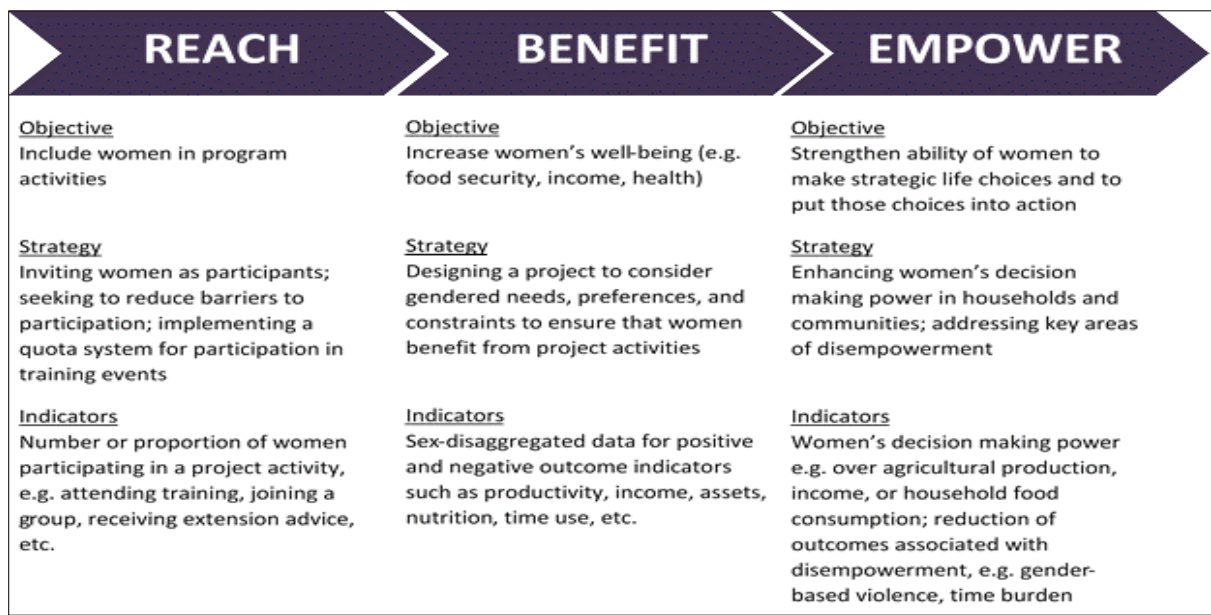 REACH
BENEFIT
EMPOWER
Objective
Include women in program
activities
Strategy
Inviting women as participants;
seeking to reduce barriers to
participation; implementing a
quota system for participation in
training events
Indicators
Number or proportion of women
participating in a project activity,
e.g. attending training, joining a
group, receiving extension advice,
etc.
Objective
Increase women's well-being (e.g.
food security, income, health)
Strategy
Designing a project to consider
gendered needs, preferences, and
constraints to ensure that women
benefit from project activities
Indicators
Sex-disaggregated data for positive
and negative outcome indicators
such as productivity, income, assets,
nutrition, time use, etc.
Objective
Strengthen ability of women to
make strategic life choices and to
put those choices into action
Strategy
Enhancing women's decision
making power in households and
communities; addressing key areas
of disempowerment
Indicators
Women's decision making power
e.g. over agricultural production,
income, or household food
consumption; reduction of
outcomes associated with
disempowerment, e.g. gender-
based violence, time burden